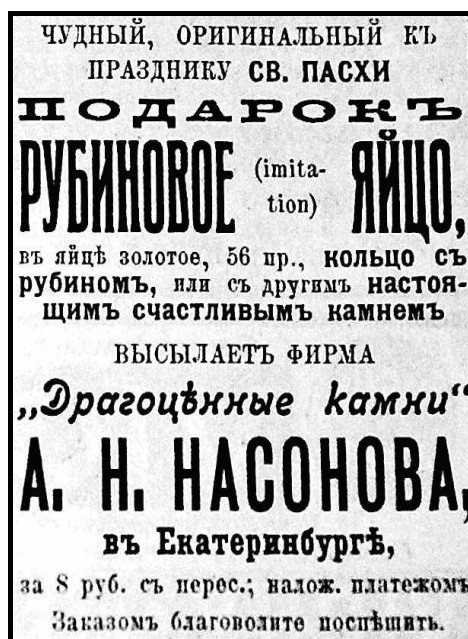 ЧУДНЫЙ, ОРИГИНАЛЬНЫЙ КЪ
ПРАЗДНИКУ СВ. ПАСХИ
ПОДАРОКЪ
РУБИНОВОЕ (imita-tion) ЯЙЦО,
въ яйцѣ золотое, 56 пр., кольцо съ
рубиномъ, или съ другимъ настоя-
щимъ счастливымъ камнемъ
ВЫСЫЛАЕТЪ ФИРМА
„Драгоцѣнные камни“
А. Н. НАСОНОВА,
въ Екатеринбургѣ,
за 8 руб. съ перес.; налож. платежомъ
Заказомъ благоволите поспѣшить.